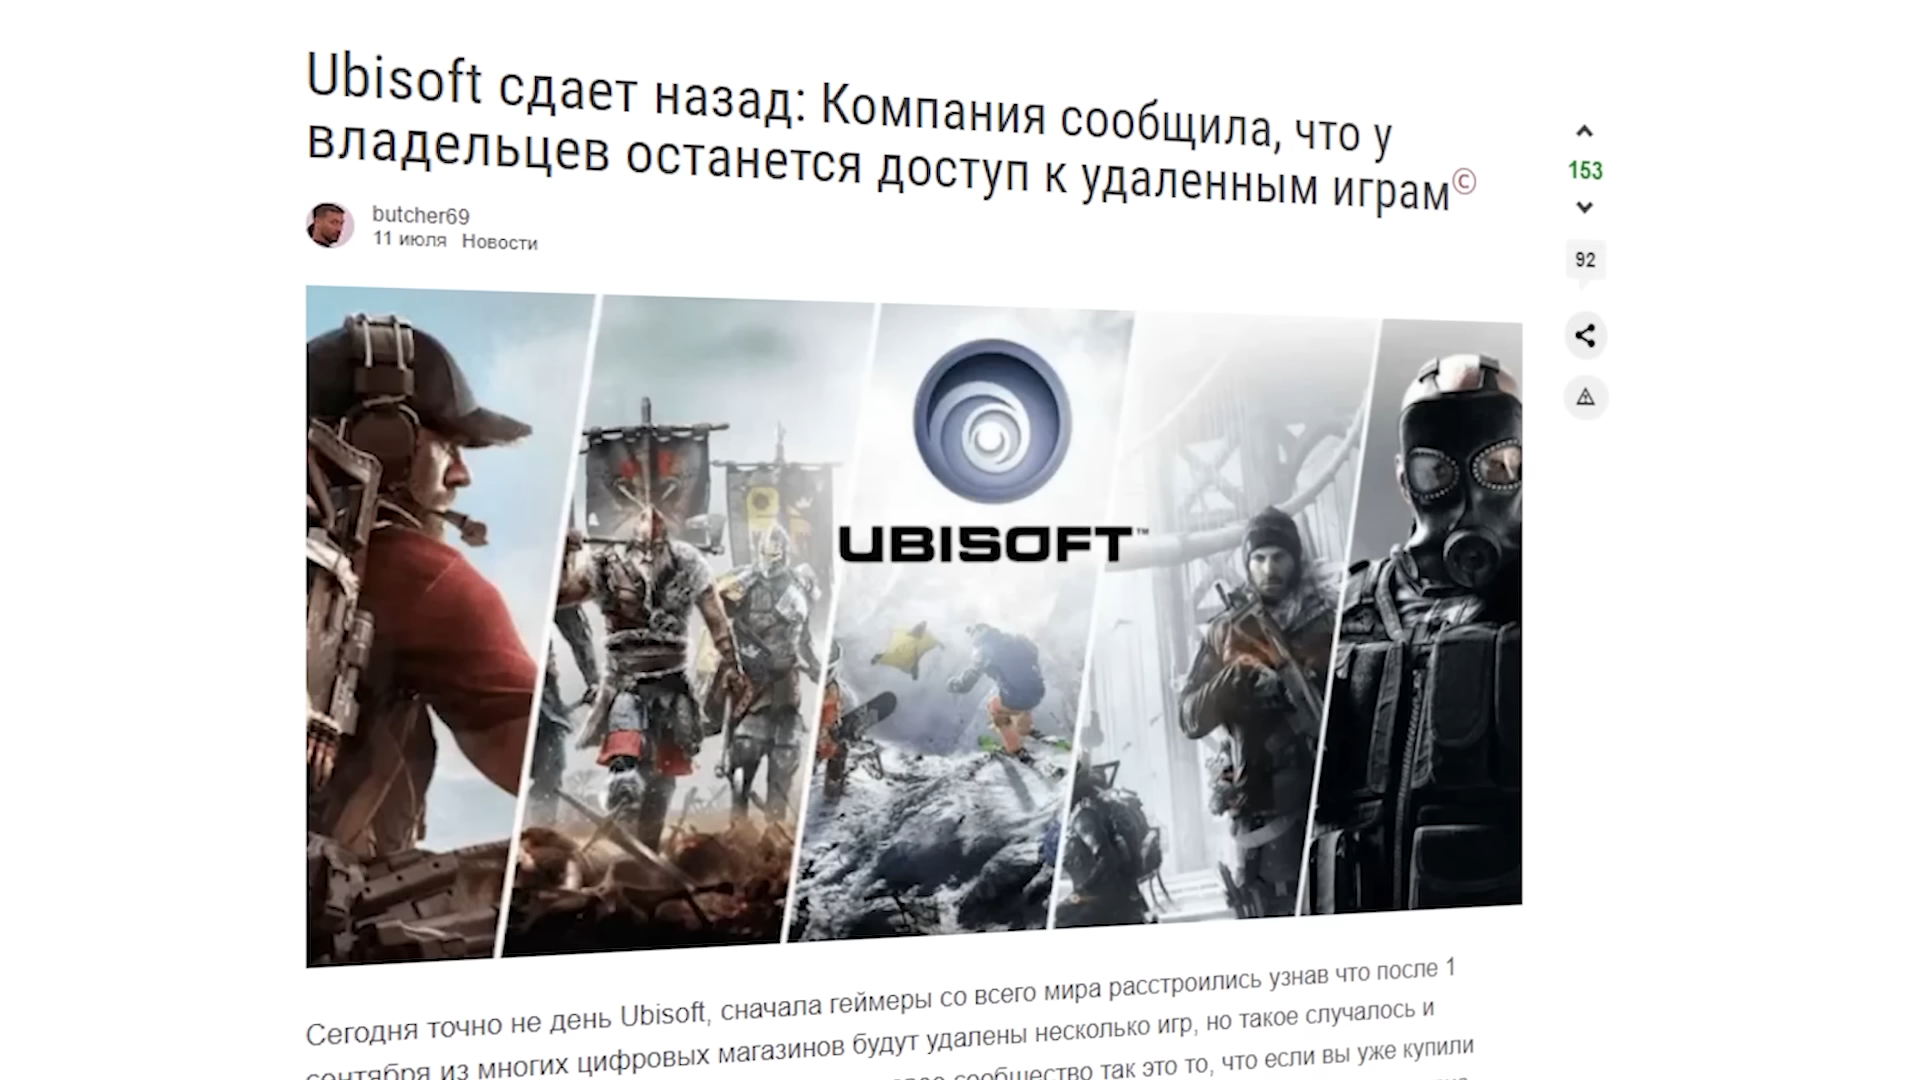 Ubisoft сдает назад: Компания сообщила, что у
владельцев останется доступ к удаленным играм©
153
butcher69
11 июля Новости
92
UBISOFT™
Сегодня точно не день Ubisoft, сначала геймеры со всего мира расстроились узнав что после 1
сентября из многих цифровых магазинов будут удалены несколько игр, но такое случалось и
сообщество так это то, что если вы уже купили